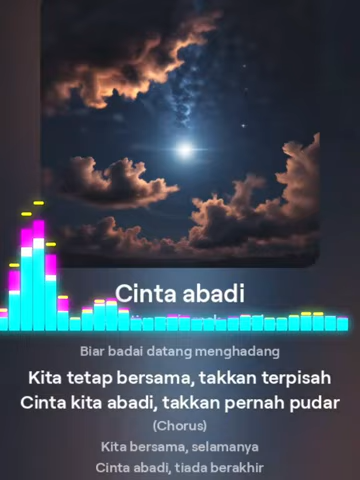 Cinta abadi
Biar badai datang menghadang
Kita tetap bersama, takkan terpisah
Cinta kita abadi, takkan pernah pudar
(Chorus)
Kita bersama, selamanya
Cinta abadi, tiada berakhir